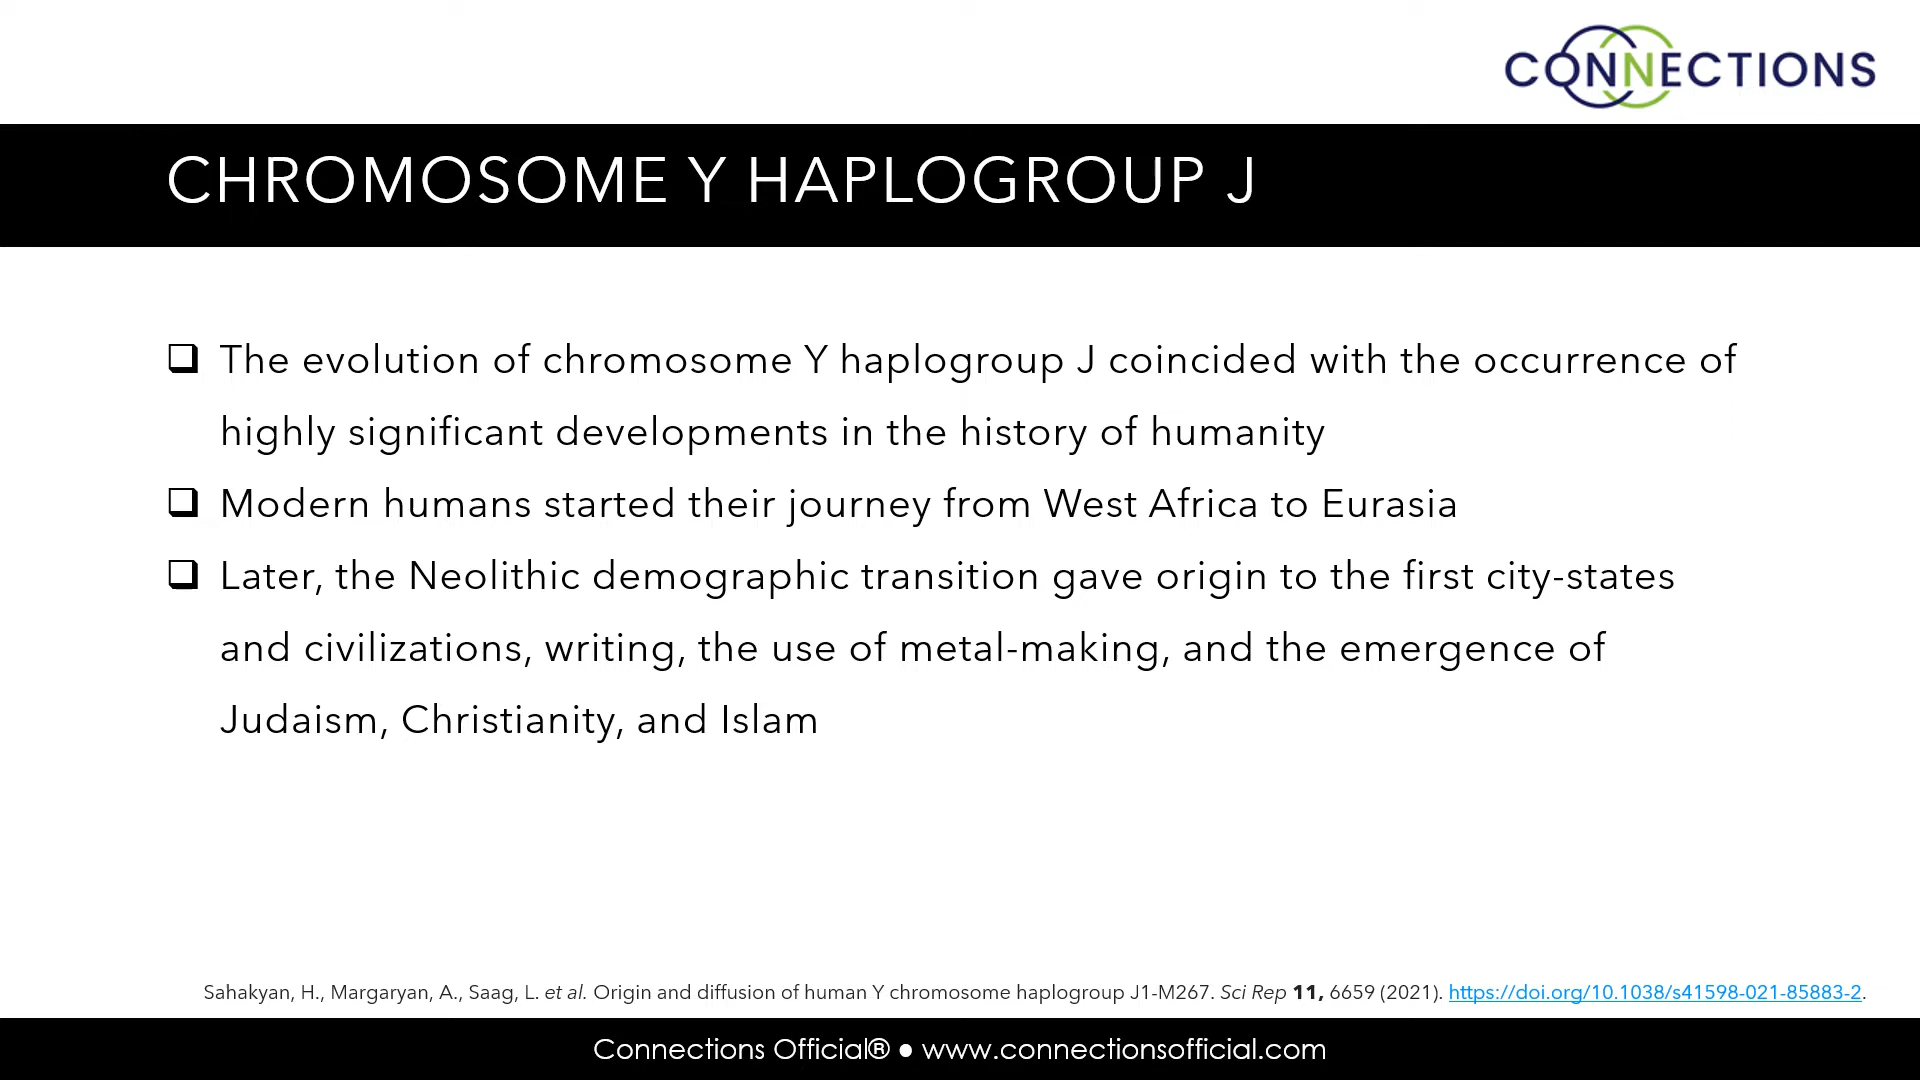 CONNECTIONS
CHROMOSOME Y HAPLOGROUP J
The evolution of chromosome Y haplogroup J coincided with the occurrence of
highly significant developments in the history of humanity
Modern humans started their journey from West Africa to Eurasia
Later, the Neolithic demographic transition gave origin to the first city-states
and civilizations, writing, the use of metal-making, and the emergence of
Judaism, Christianity, and Islam
Sahakyan, H., Margaryan, A., Saag, L. et al. Origin and diffusion of human Y chromosome haplogroup J1-M267. Sci Rep 11, 6659 (2021). https://doi.org/10.1038/s41598-021-85883-2.
Connections Official® ● www.connectionsofficial.com